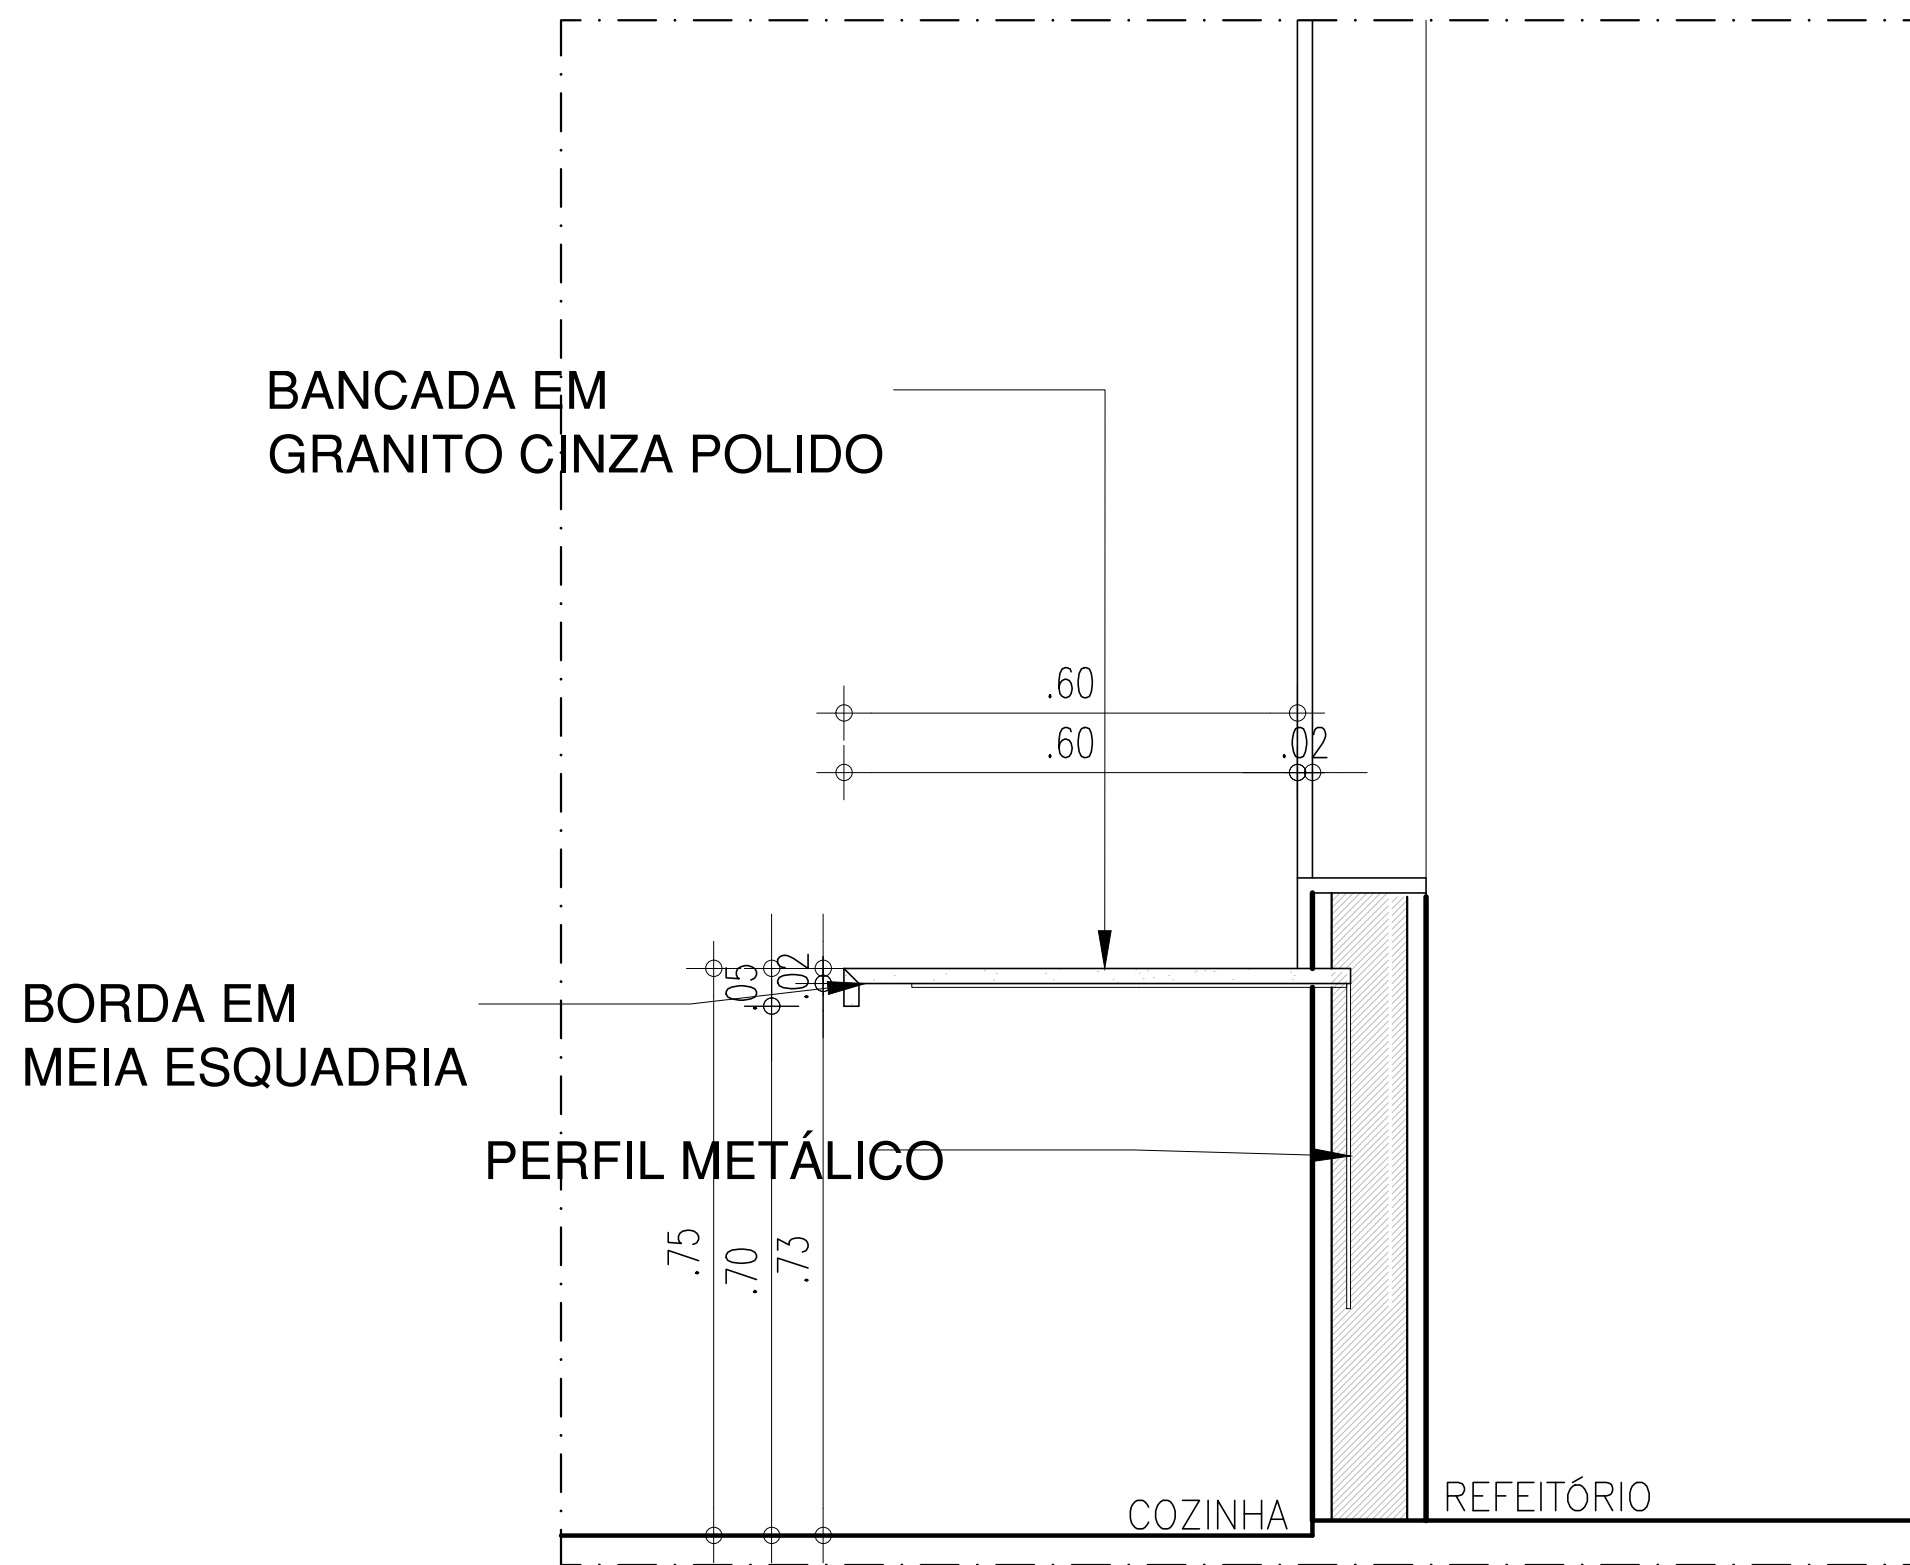 BANCADA EM
GRANITO CINZA POLIDO
.60
.60
.02
.05
.02
BORDA EM
MEIA ESQUADRIA
PERFIL METÁLICO
.75
.70
.73
COZINHA
REFEITÓRIO